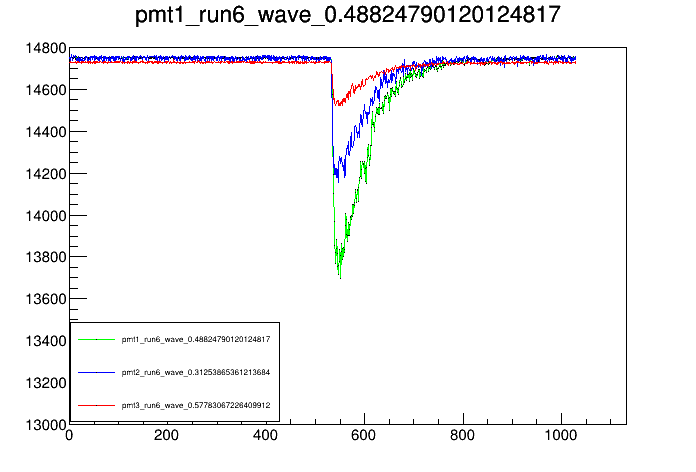 pmt1_run6_wave_0.48824790120124817
14800
14600
14400
14200
14000
13800
13600
13400
13200
13000
pmt1_run6_wave_0.48824790120124817
pmt2_run6_wave_0.31253865361213684
pmt3_run6_wave_0.57783067226409912
0 200 400 600 800 1000